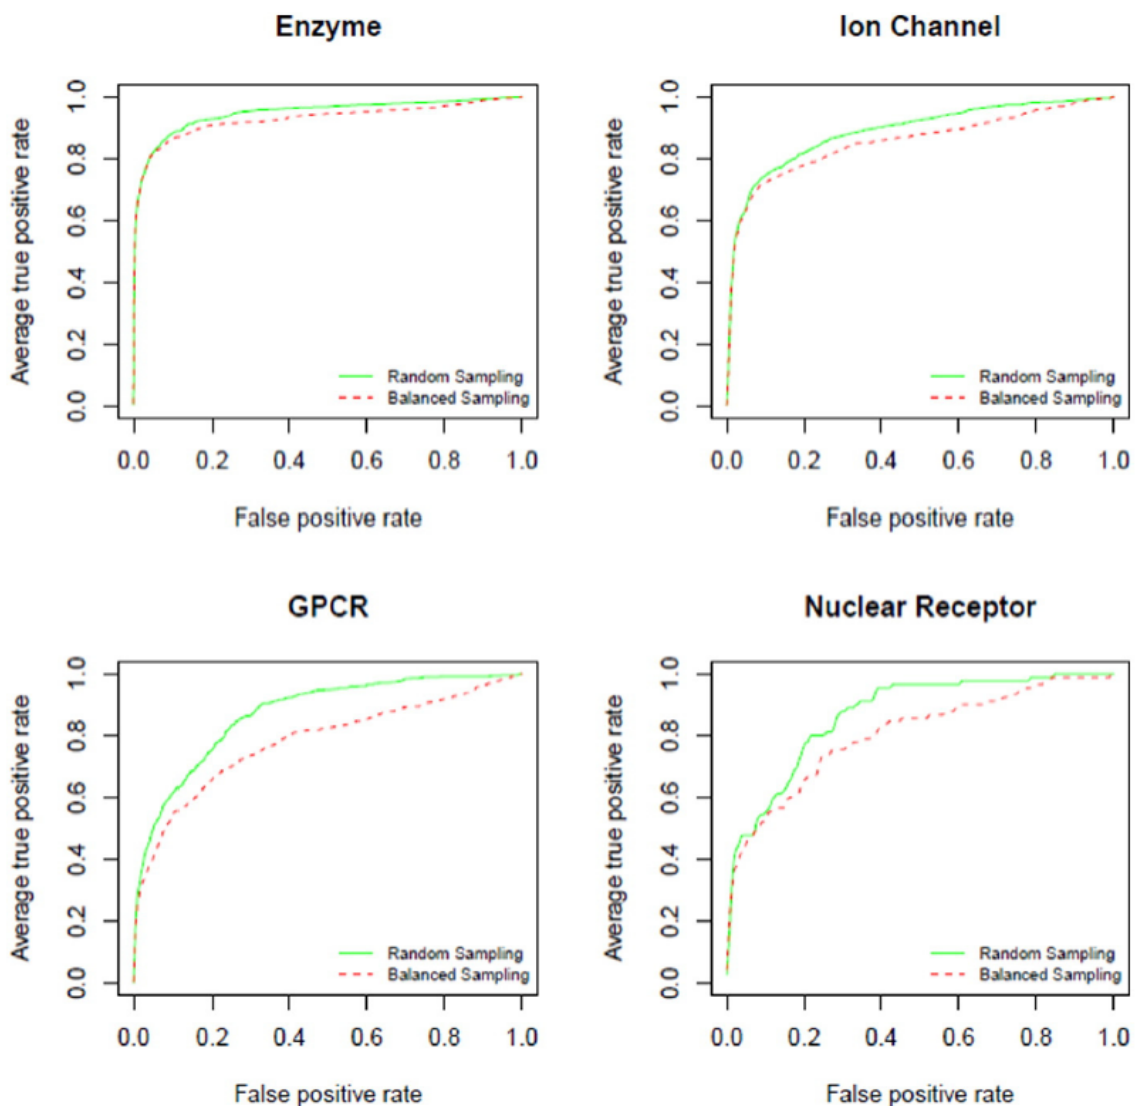 Enzyme
Average true positive rate
1.0
0.8
0.6
0.4
0.2
0.0
Random Sampling
Balanced Sampling
0.0 0.2 0.4 0.6 0.8 1.0
False positive rate
Ion Channel
Average true positive rate
1.0
0.8
0.6
0.4
0.2
0.0
Random Sampling
Balanced Sampling
0.0 0.2 0.4 0.6 0.8 1.0
False positive rate
GPCR
Average true positive rate
1.0
0.8
0.6
0.4
0.2
0.0
Random Sampling
Balanced Sampling
0.0 0.2 0.4 0.6 0.8 1.0
False positive rate
Nuclear Receptor
Average true positive rate
1.0
0.8
0.6
0.4
0.2
0.0
Random Sampling
Balanced Sampling
0.0 0.2 0.4 0.6 0.8 1.0
False positive rate